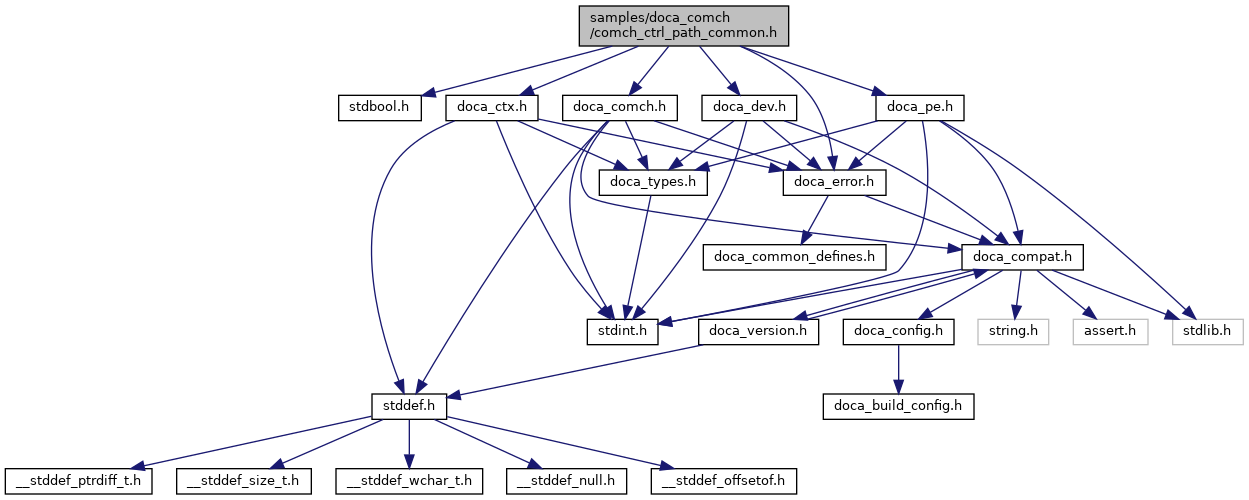 samples/doca_comch
/comch_ctrl_path_common.h
stdbool.h
doca_ctx.h
doca_comch.h
doca_dev.h
doca_pe.h
doca_types.h
doca_error.h
doca_common_defines.h
doca_compat.h
stdint.h
doca_version.h
doca_config.h
string.h
assert.h
stdlib.h
stddef.h
doca_build_config.h
__stddef_ptrdiff_t.h
__stddef_size_t.h
__stddef_wchar_t.h
__stddef_null.h
__stddef_offsetof.h